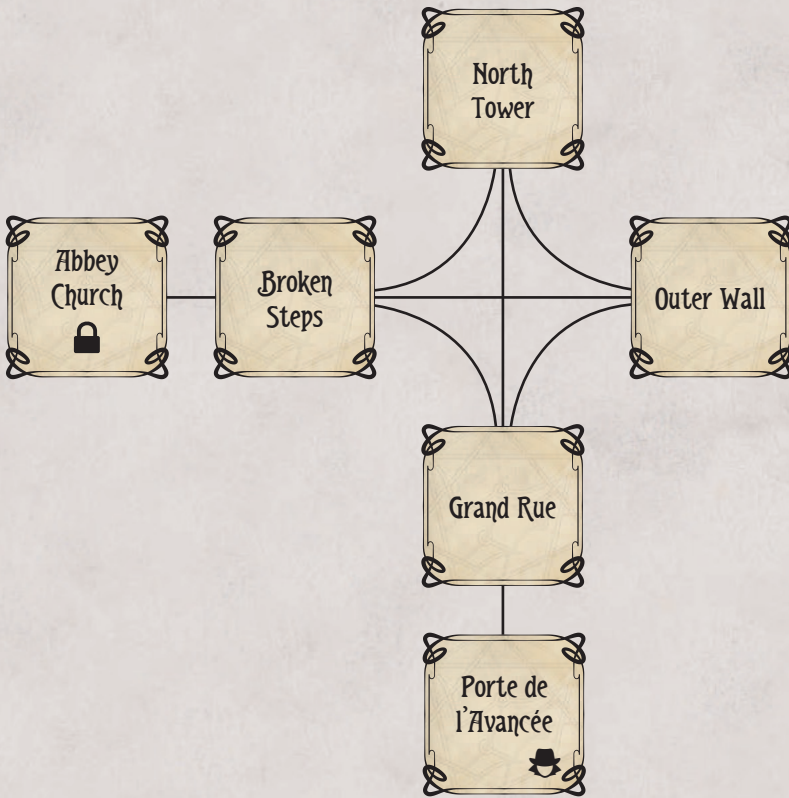 North
Tower
Abbey
Church
Broken
Steps
Outer Wall
Grand Rue
Porte de
l'Avancée